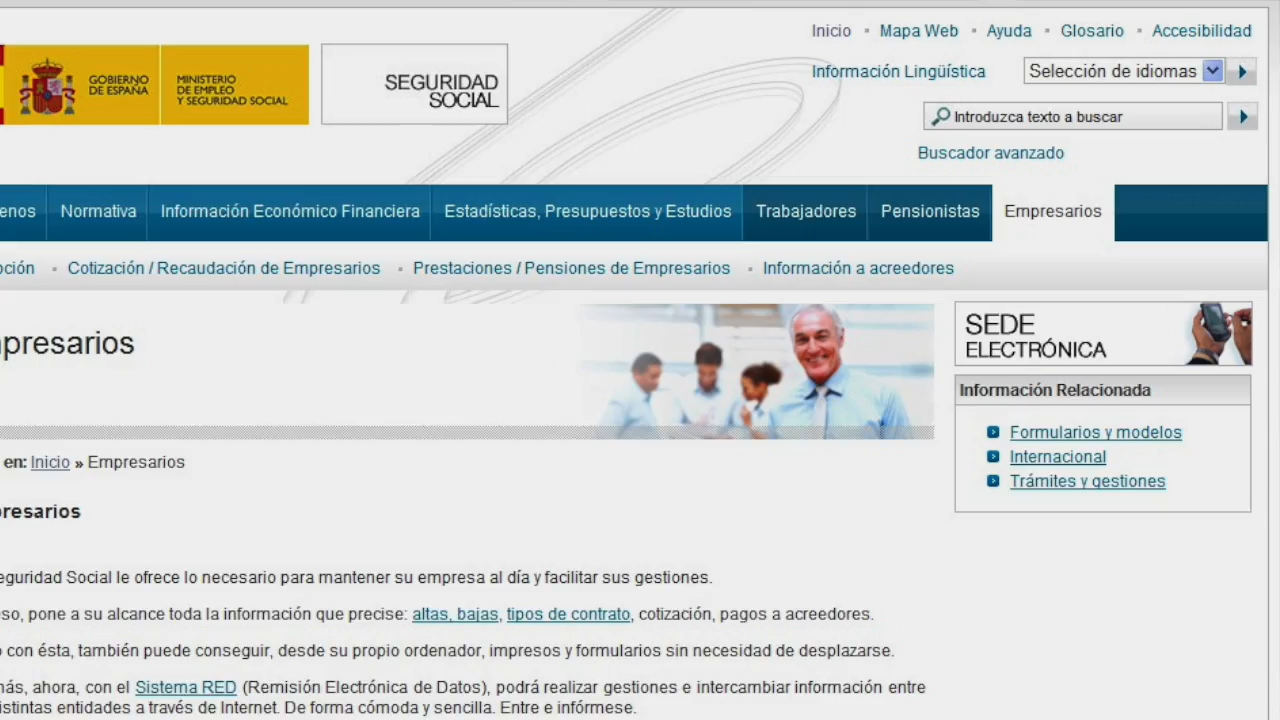 Inicio Mapa Web Ayuda Glosario Accesibilidad
GOBIERNO
DE ESPAÑA
MINISTERIO
DE EMPLEO
Y SEGURIDAD SOCIAL
SEGURIDAD
SOCIAL
Información Lingüística Selección de idiomas
Introduzca texto a buscar
Buscador avanzado
enos Normativa Información Económico Financiera Estadísticas, Presupuestos y Estudios Trabajadores Pensionistas Empresarios
pción Cotización / Recaudación de Empresarios Prestaciones / Pensiones de Empresarios Información a acreedores
presarios
SEDE
ELECTRÓNICA
Información Relacionada
Formularios y modelos
Internacional
Trámites y gestiones
en: Inicio » Empresarios
presarios
eguridad Social le ofrece lo necesario para mantener su empresa al día y facilitar sus gestiones.
so, pone a su alcance toda la información que precise: altas, bajas, tipos de contrato, cotización, pagos a acreedores.
o con ésta, también puede conseguir, desde su propio ordenador, impresos y formularios sin necesidad de desplazarse.
más, ahora, con el Sistema RED (Remisión Electrónica de Datos), podrá realizar gestiones e intercambiar información entre
istintas entidades a través de Internet. De forma cómoda y sencilla. Entre e infórmese.